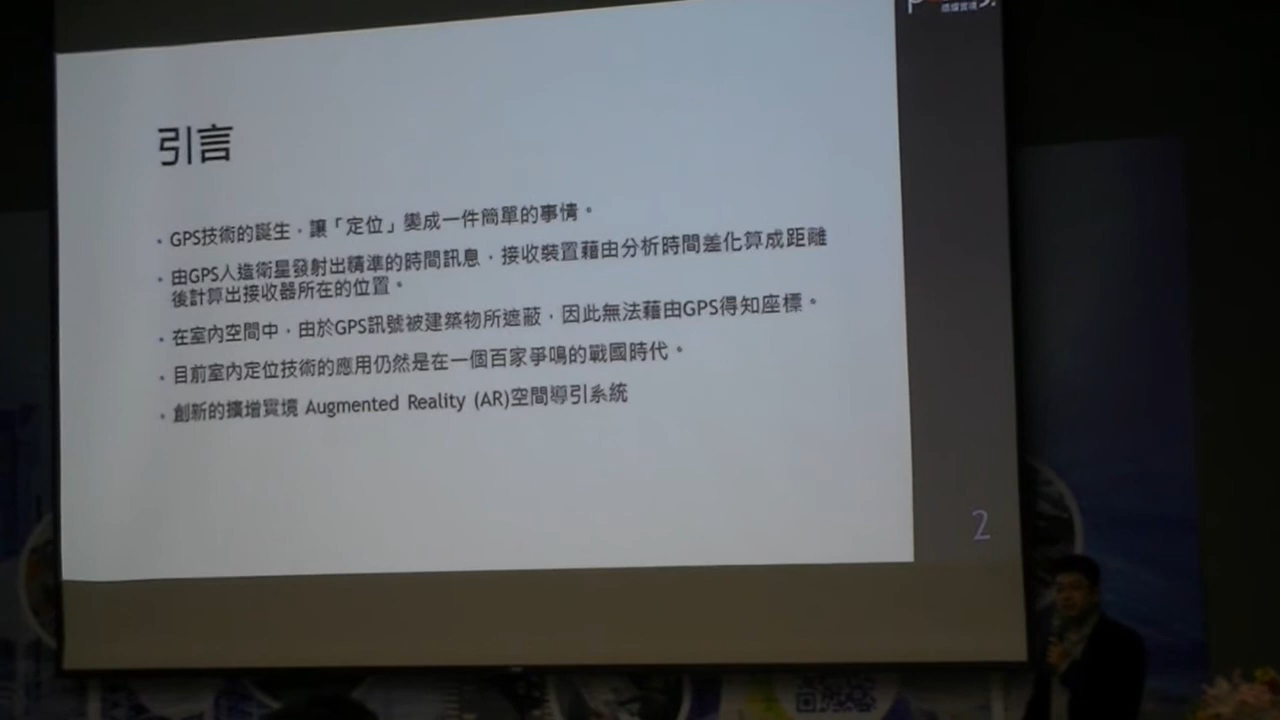 引言
• GPS技術的誕生，讓「定位」變成一件簡單的事情。
• 由GPS人造衛星發射出精準的時間訊息，接收裝置藉由分析時間差化算成距離
後計算出接收器所在的位置。
• 在室內空間中，由於GPS訊號被建築物所遮蔽，因此無法藉由GPS得知座標。
• 目前室內定位技術的應用仍然是在一個百家爭鳴的戰國時代。
• 創新的擴增實境 Augmented Reality (AR)空間導引系統
2